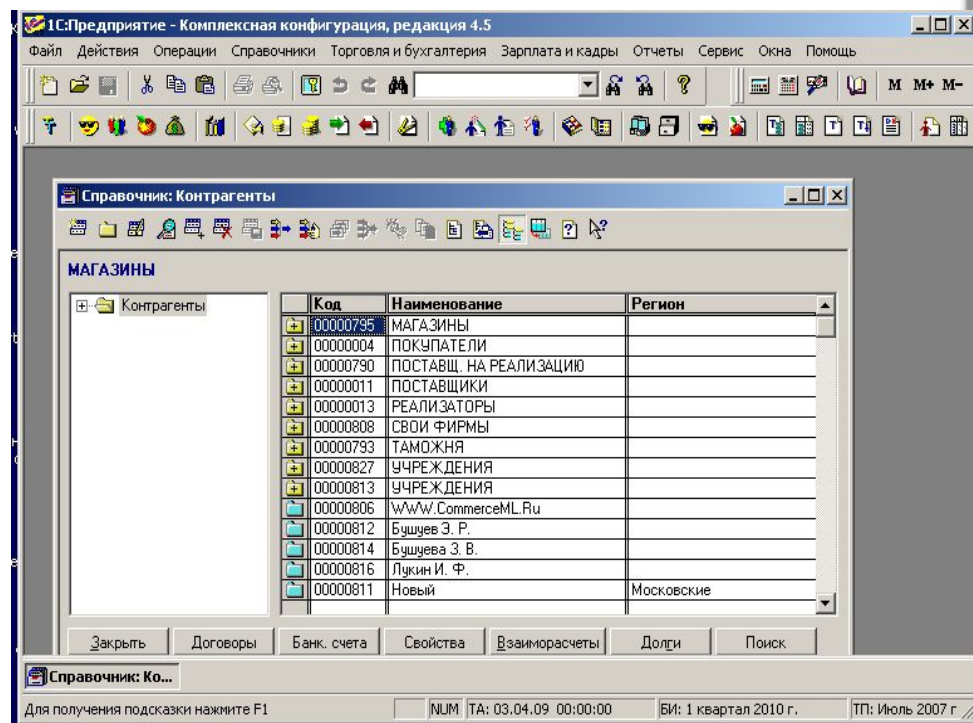 1С:Предприятие - Комплексная конфигурация, редакция 4.5
Файл Действия Операции Справочники Торговля и бухгалтерия Зарплата и кадры Отчеты Сервис Окна Помощь
M M+ M-
Справочник: Контрагенты
МАГАЗИНЫ
Контрагенты
Код Наименование Регион
00000795 МАГАЗИНЫ
00000004 ПОКУПАТЕЛИ
00000790 ПОСТАВЩ. НА РЕАЛИЗАЦИЮ
00000011 ПОСТАВЩИКИ
00000013 РЕАЛИЗАТОРЫ
00000808 СВОИ ФИРМЫ
00000793 ТАМОЖНЯ
00000827 УЧРЕЖДЕНИЯ
00000813 УЧРЕЖДЕНИЯ
00000806 WWW.CommerceML.Ru
00000812 Бушуев Э. Р.
00000814 Бушуева З. В.
00000816 Лукин И. Ф.
00000811 Новый Московские
Закрыть Договоры Банк. счета Свойства Взаиморасчеты Долги Поиск
Справочник: Ко...
Для получения подсказки нажмите F1 NUM ТА: 03.04.09 00:00:00 БИ: 1 квартал 2010 г. ТП: Июль 2007 г